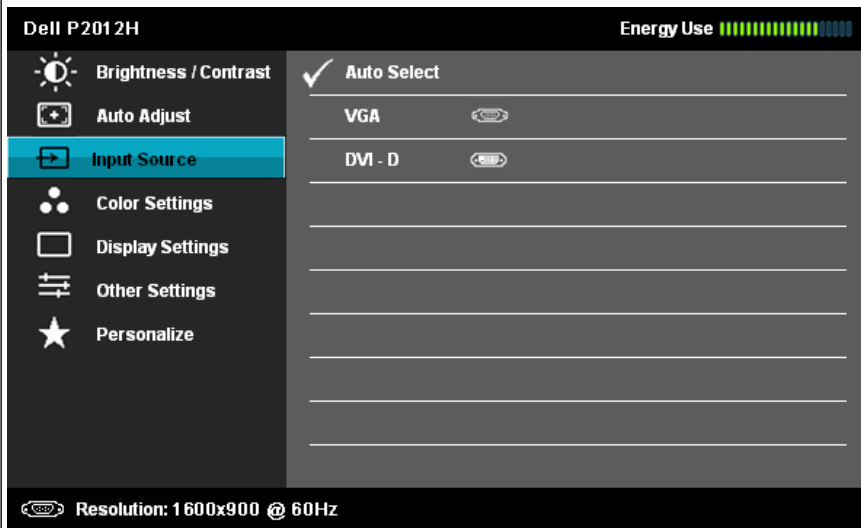 Dell P2012H Energy Use
Brightness / Contrast Auto Select
Auto Adjust VGA
Input Source DVI - D
Color Settings
Display Settings
Other Settings
Personalize
Resolution: 1600x900 @ 60Hz